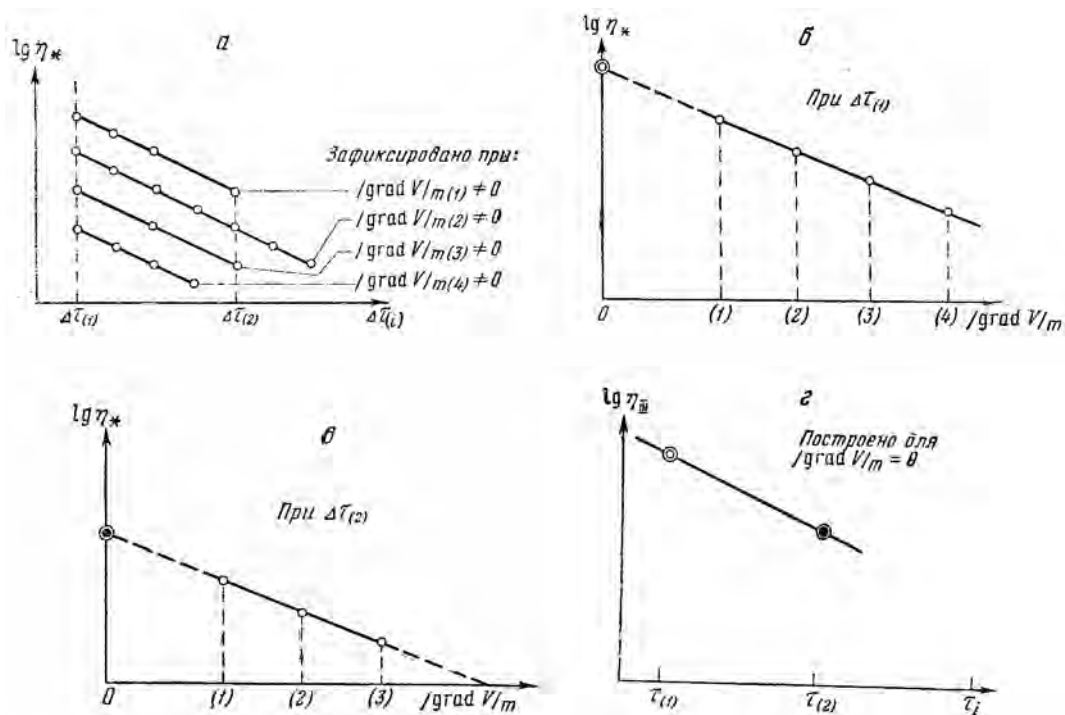 а
lg η*
Зафиксировано при:
/grad V/m(1) ≠ 0
/grad V/m(2) ≠ 0
/grad V/m(3) ≠ 0
/grad V/m(4) ≠ 0
Δτ(1) Δτ(2) Δτ(i)
б
lg η*
При Δτ(1)
0 (1) (2) (3) (4) /grad V/m
в
lg η*
При Δτ(2)
0 (1) (2) (3) /grad V/m
г
lg ηIII
Построено для
/grad V/m = 0
τ(1) τ(2) τi